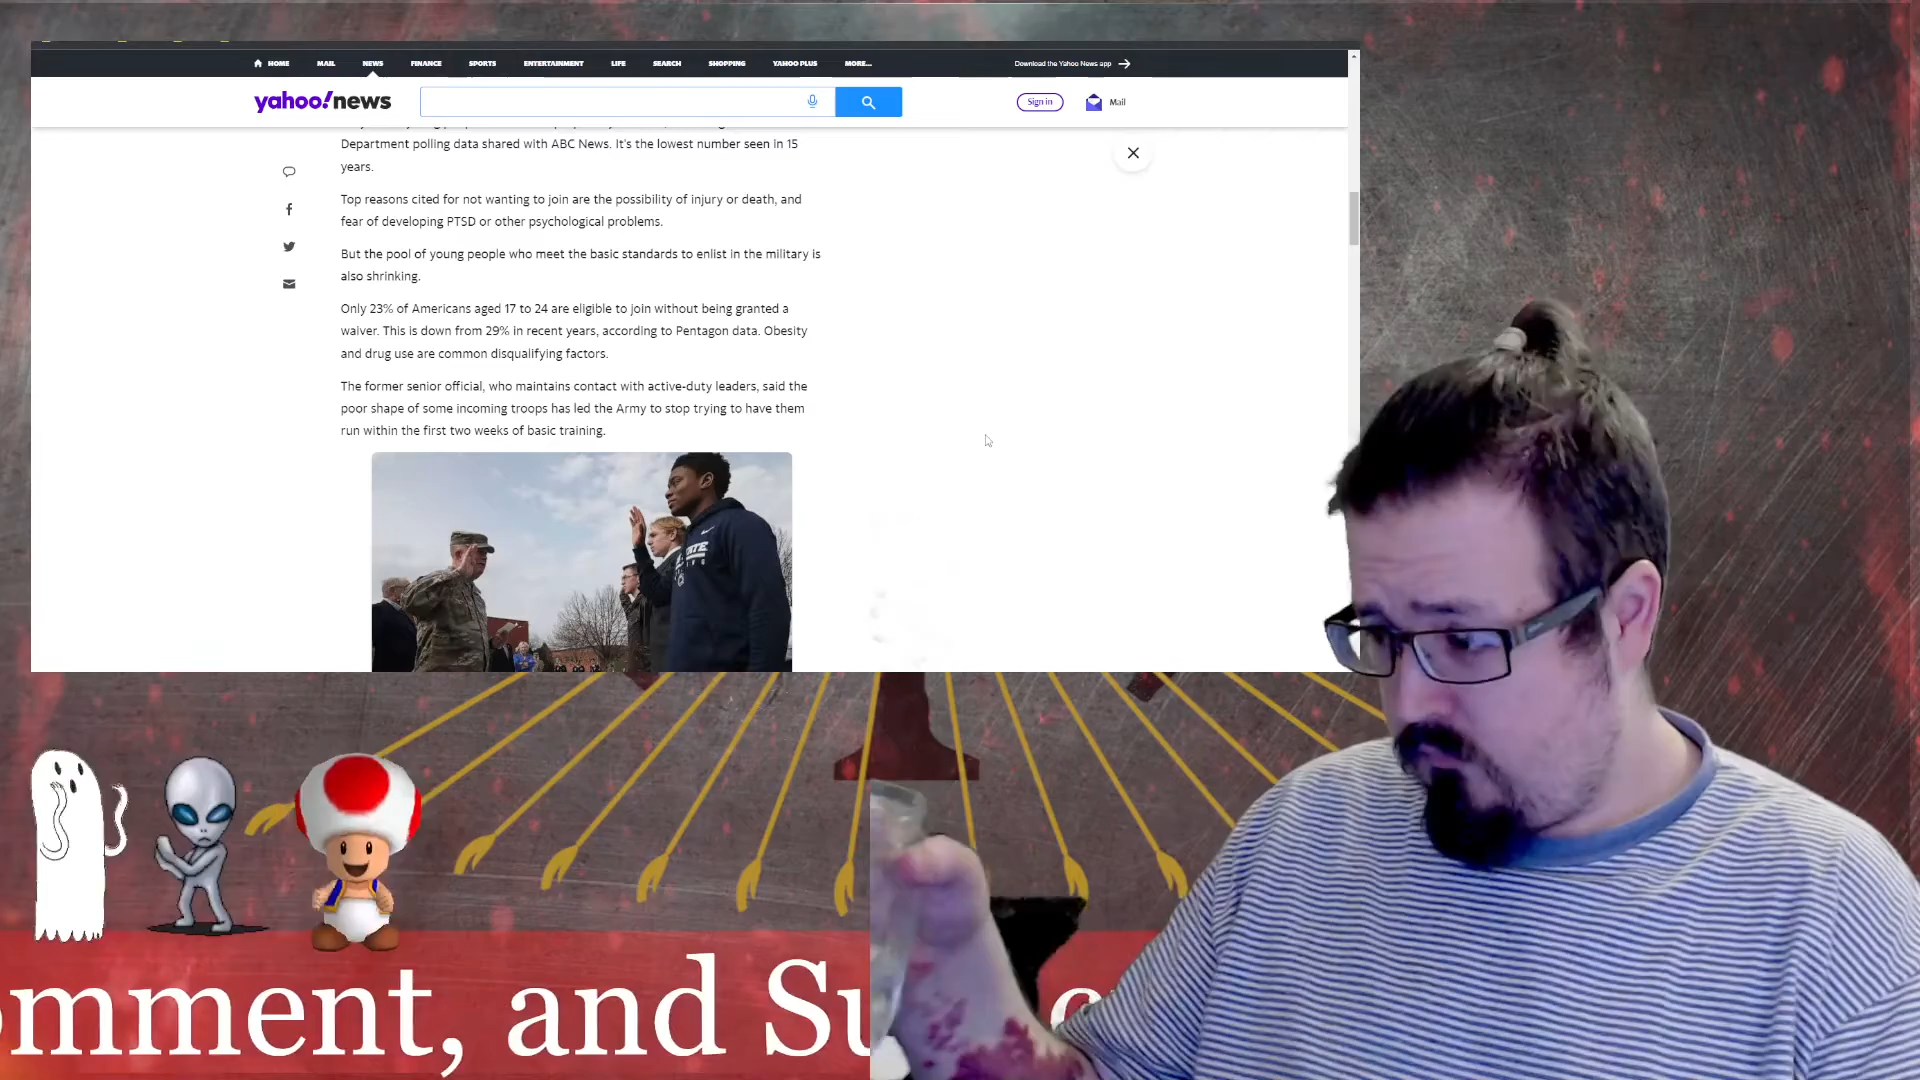 HOME MAIL NEWS FINANCE SPORTS ENTERTAINMENT LIFE SEARCH SHOPPING YAHOO PLUS MORE... Download the Yahoo News app
yahoo!news Sign in Mail
Department polling data shared with ABC News. It's the lowest number seen in 15
years.
Top reasons cited for not wanting to join are the possibility of injury or death, and
fear of developing PTSD or other psychological problems.
But the pool of young people who meet the basic standards to enlist in the military is
also shrinking.
Only 23% of Americans aged 17 to 24 are eligible to join without being granted a
waiver. This is down from 29% in recent years, according to Pentagon data. Obesity
and drug use are common disqualifying factors.
The former senior official, who maintains contact with active-duty leaders, said the
poor shape of some incoming troops has led the Army to stop trying to have them
run within the first two weeks of basic training.
omment, and Su